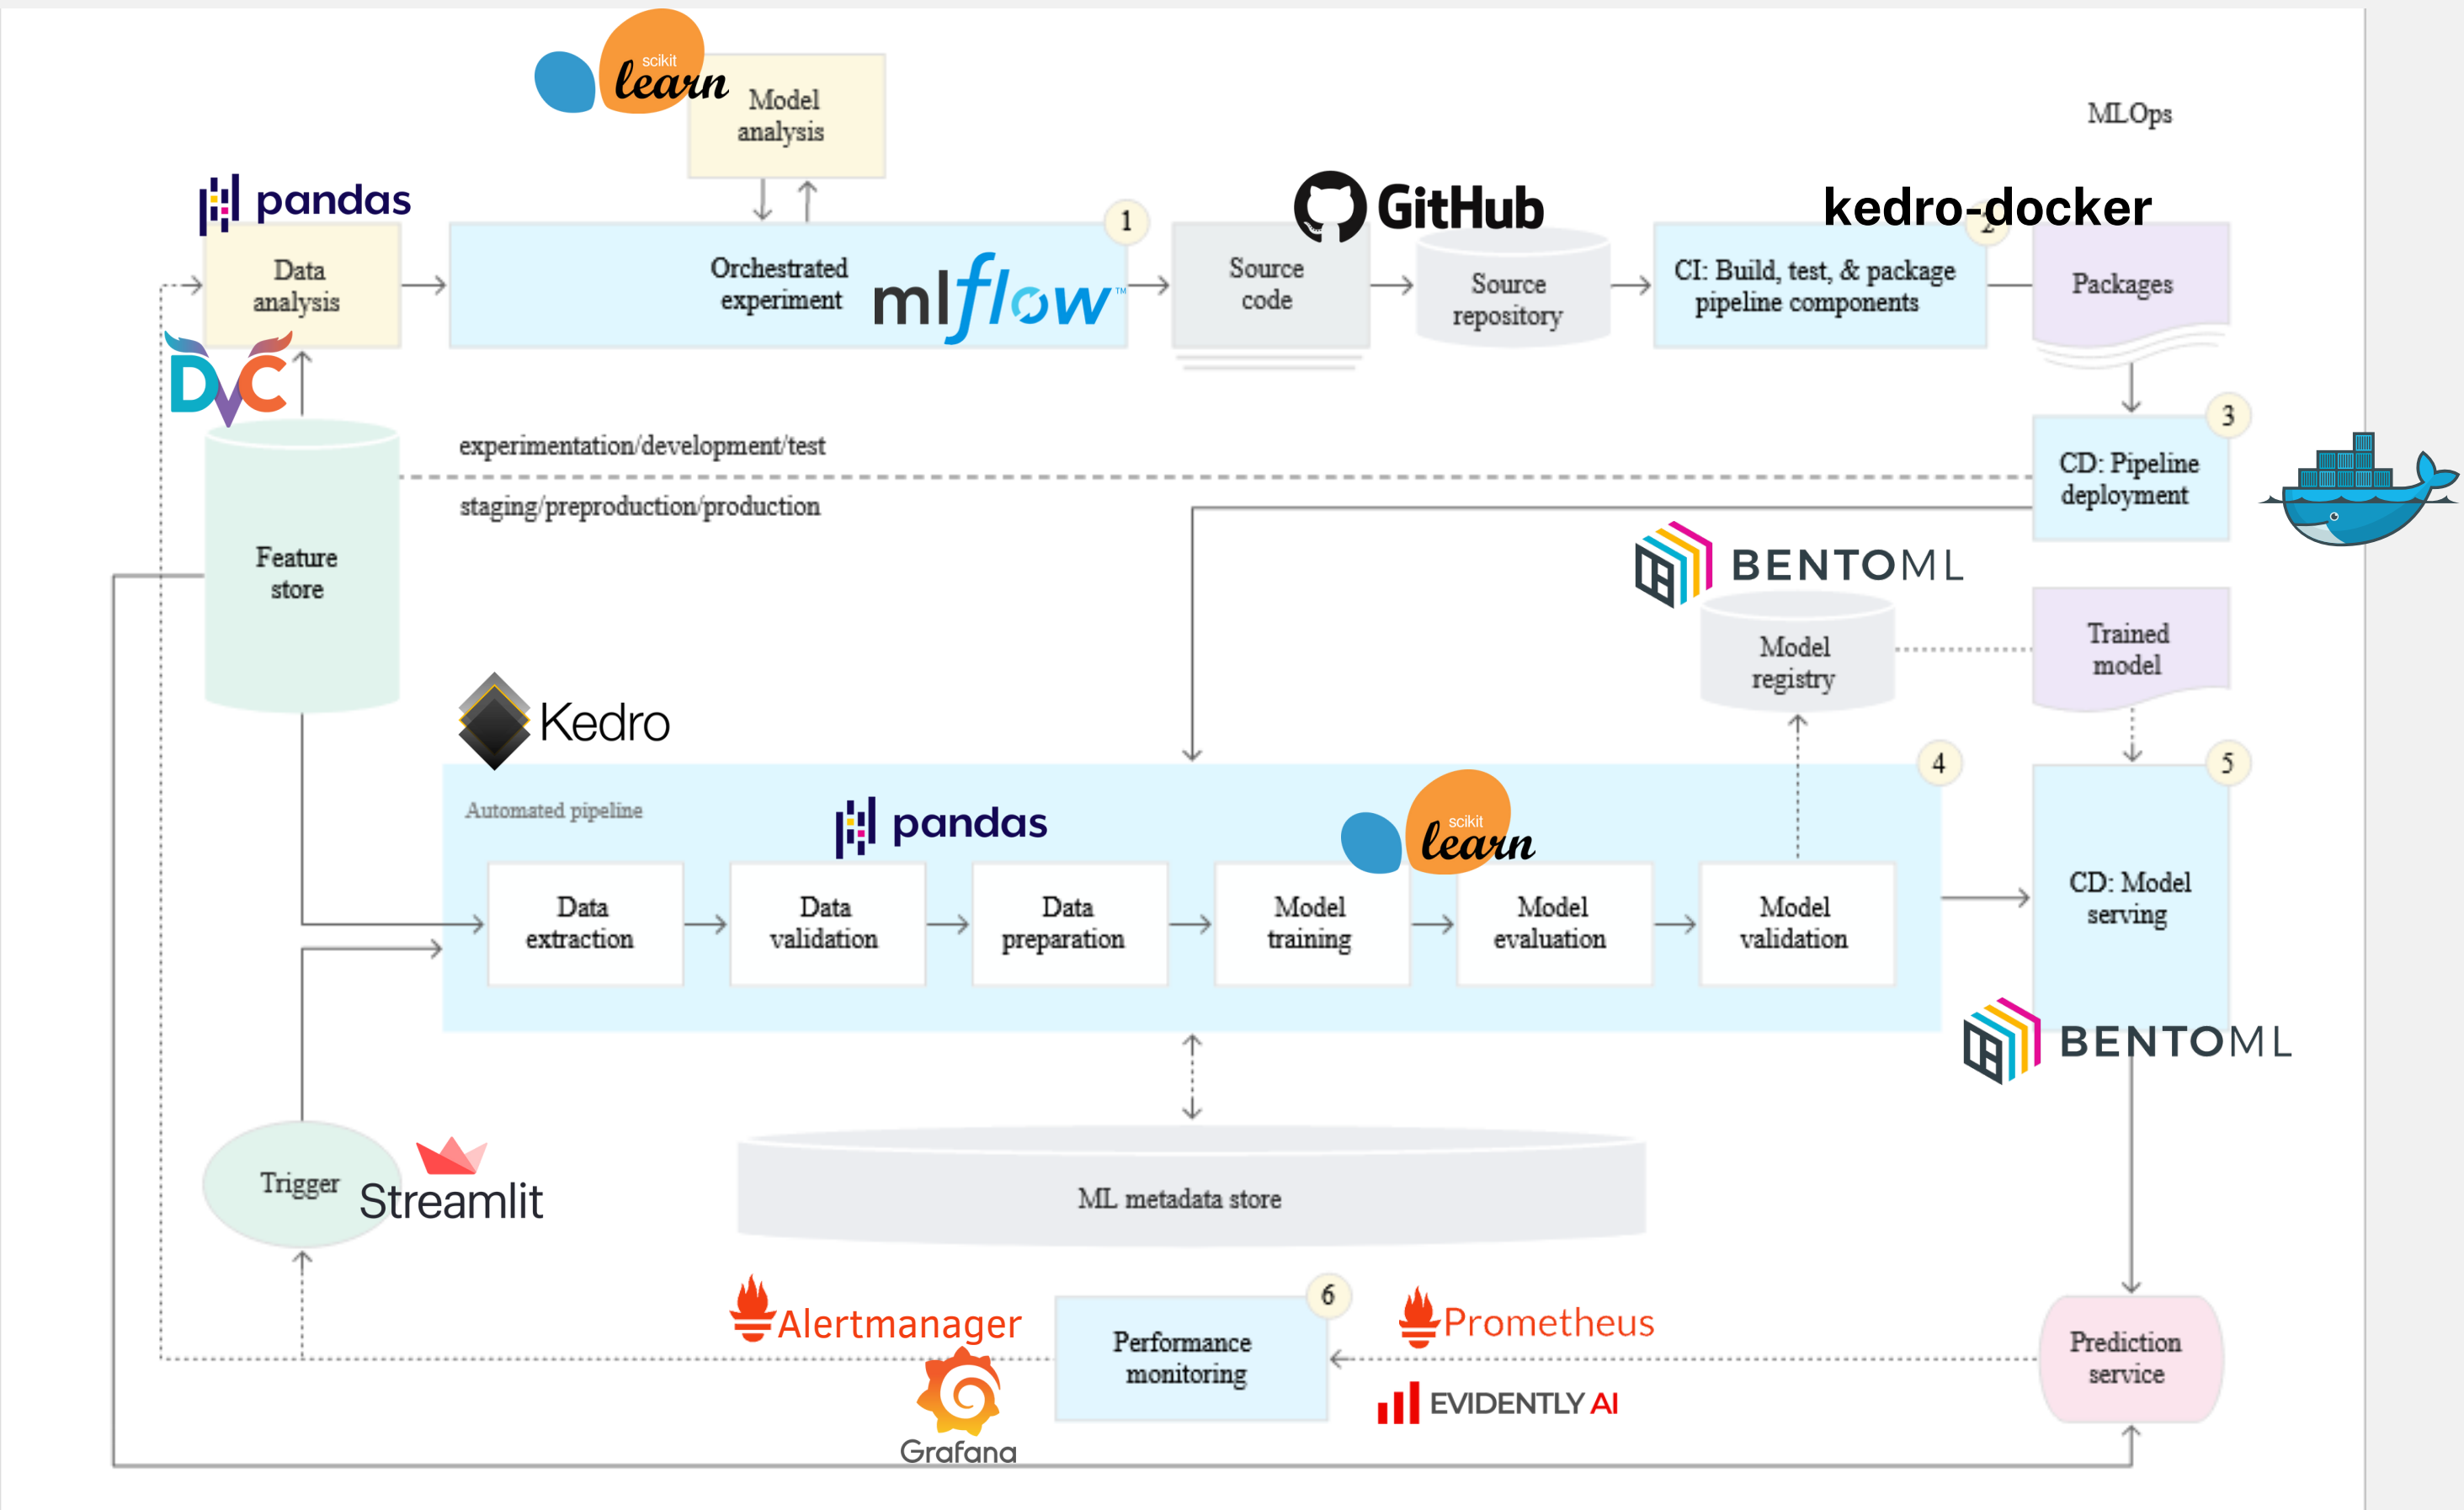 scikit
learn
Model
analysis
MLOps
pandas
Data
analysis
1
Orchestrated
experiment
mlflow™
GitHub
Source
code
Source
repository
kedro-docker
2
CI: Build, test, & package
pipeline components
Packages
DVC
experimentation/development/test
staging/preproduction/production
3
CD: Pipeline
deployment
Feature
store
BENTOML
Model
registry
Trained
model
Kedro
4
5
Automated pipeline
pandas
scikit
learn
Data
extraction
Data
validation
Data
preparation
Model
training
Model
evaluation
Model
validation
CD: Model
serving
BENTOML
Trigger
Streamlit
ML metadata store
Alertmanager
Grafana
6
Performance
monitoring
Prometheus
EVIDENTLY AI
Prediction
service